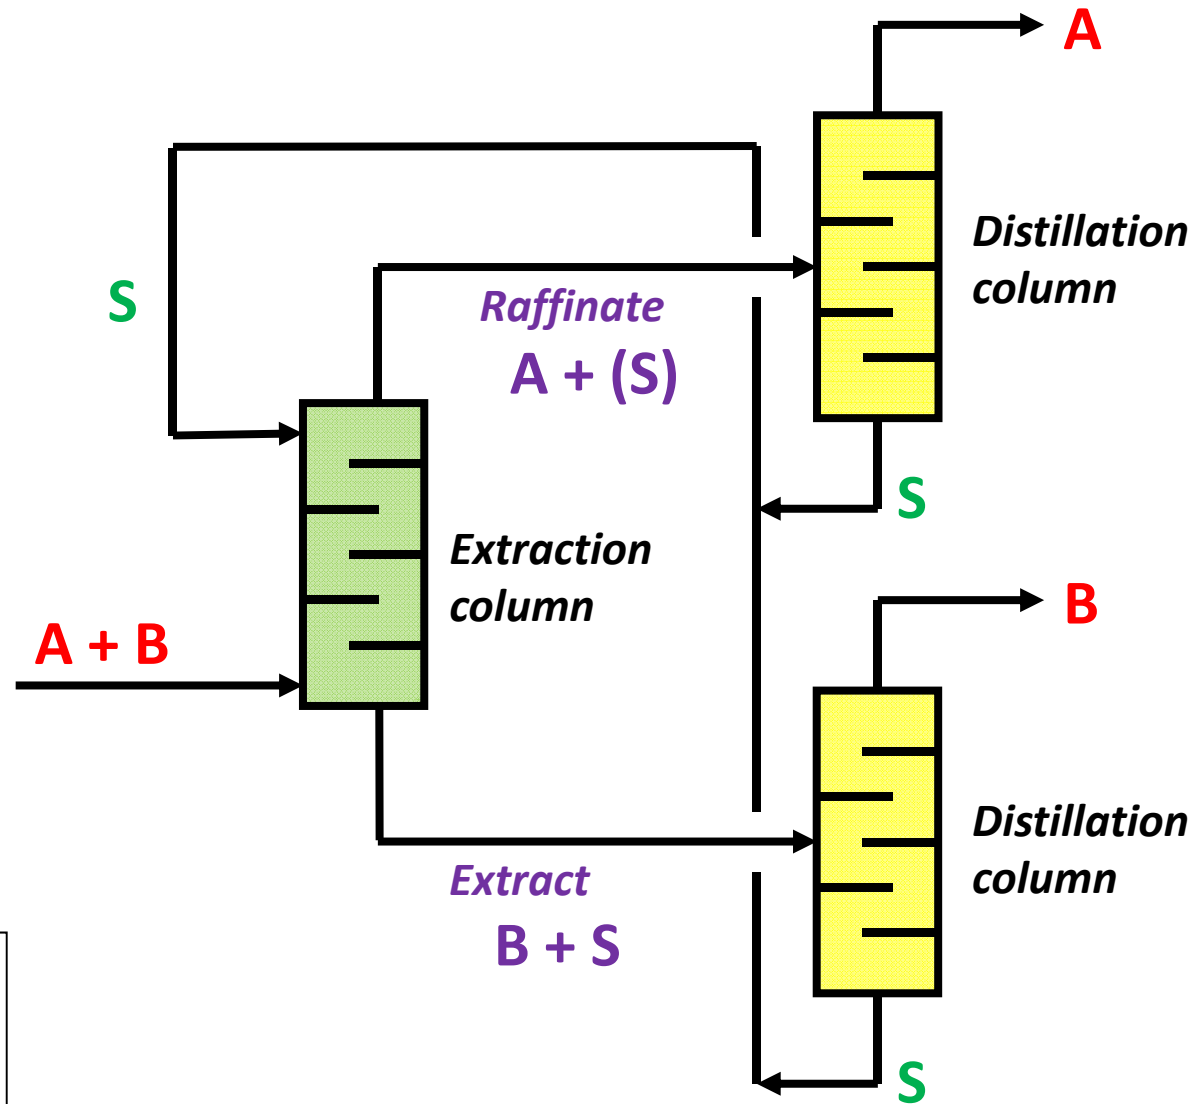 A
Distillation
column
S
Raffinate
A + (S)
S
Extraction
column
A + B
B
Distillation
column
Extract
B + S
S